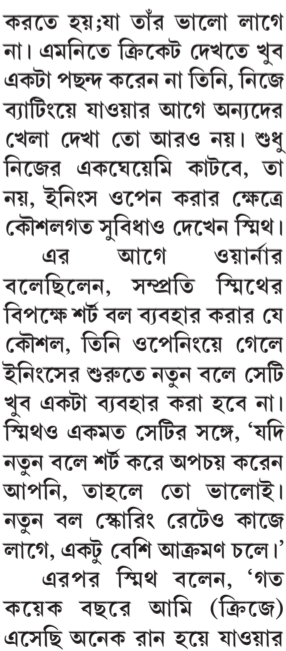 করতে হয়;যা তাঁর ভালো লাগে
না। এমনিতে ক্রিকেট দেখতে খুব
একটা পছন্দ করেন না তিনি, নিজে
ব্যাটিংয়ে যাওয়ার আগে অন্যদের
খেলা দেখা তো আরও নয়। শুধু
নিজের একঘেয়েমি কাটবে, তা
নয়, ইনিংস ওপেন করার ক্ষেত্রে
কৌশলগত সুবিধাও দেখেন স্মিথ।
এর আগে ওয়ার্নার
বলেছিলেন, সম্প্রতি স্মিথের
বিপক্ষে শর্ট বল ব্যবহার করার যে
কৌশল, তিনি ওপেনিংয়ে গেলে
ইনিংসের শুরুতে নতুন বলে সেটি
খুব একটা ব্যবহার করা হবে না।
স্মিথও একমত সেটির সঙ্গে, ‘যদি
নতুন বলে শর্ট করে অপচয় করেন
আপনি, তাহলে তো ভালোই।
নতুন বল স্কোরিং রেটেও কাজে
লাগে, একটু বেশি আক্রমণ চলে।’
এরপর স্মিথ বলেন, ‘গত
কয়েক বছরে আমি (ক্রিজে)
এসেছি অনেক রান হয়ে যাওয়ার